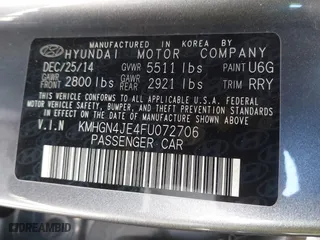 MANUFACTURED IN KOREA
HYUNDAI MOTOR COMPANY
DEC/25/14 GVWR 5511 lbs PAINT U6G
GAWR FRONT 2800 lbs GAWR REAR 2921 lbs TRIM RRY
THIS VEHICLE CONFORMS TO ALL APPLICABLE U.S. FEDERAL MOTOR VEHICLE SAFETY, BUMPER, AND THEFT PREVENTION STANDARDS IN EFFECT ON THE DATE OF MANUFACTURE SHOWN ABOVE.
V.I.N KMHGN4JE4FU072706
PASSENGER CAR
DREAMBID